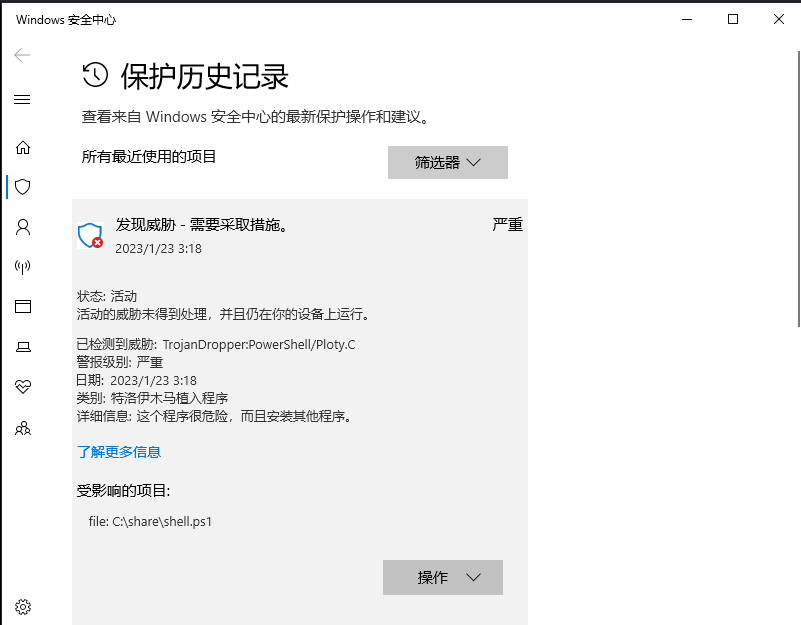 Windows 安全中心
保护历史记录
查看来自 Windows 安全中心的最新保护操作和建议。
所有最近使用的项目
筛选器
发现威胁 - 需要采取措施。
严重
2023/1/23 3:18
状态: 活动
活动的威胁未得到处理，并且仍在你的设备上运行。
已检测到威胁: TrojanDropper:PowerShell/Ploty.C
警报级别: 严重
日期: 2023/1/23 3:18
类别: 特洛伊木马植入程序
详细信息: 这个程序很危险，而且安装其他程序。
了解更多信息
受影响的项目:
file: C:\share\shell.ps1
操作